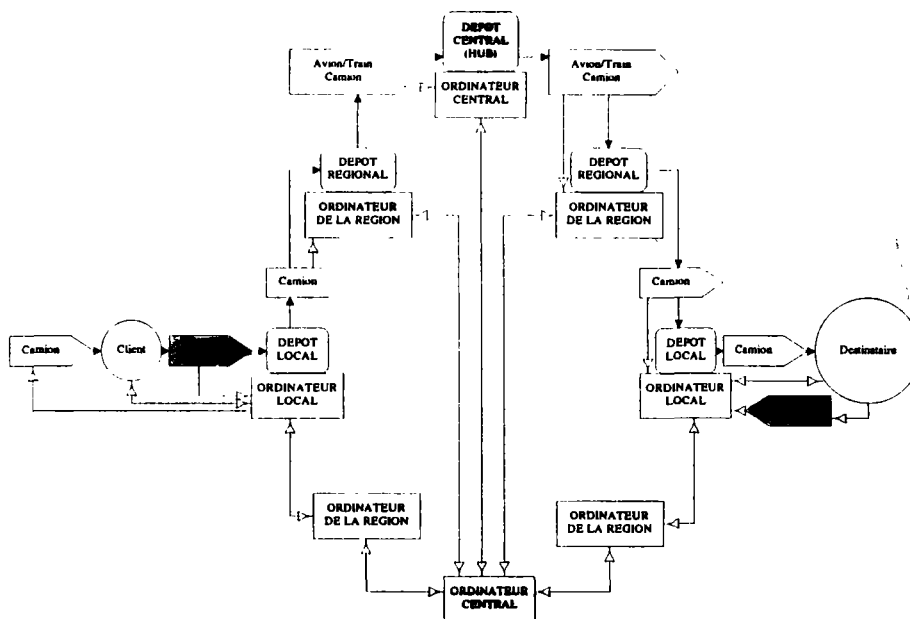 DEPOT
CENTRAL
(HUB)
Avion/Train
Camion
Avion/Train
Camion
ORDINATEUR
CENTRAL
DEPOT
REGIONAL
DEPOT
REGIONAL
ORDINATEUR
DE LA REGION
ORDINATEUR
DE LA REGION
Camion
Camion
Camion
Client
DEPOT
LOCAL
DEPOT
LOCAL
Camion
Destinataire
ORDINATEUR
LOCAL
ORDINATEUR
LOCAL
ORDINATEUR
DE LA REGION
ORDINATEUR
DE LA REGION
ORDINATEUR
CENTRAL